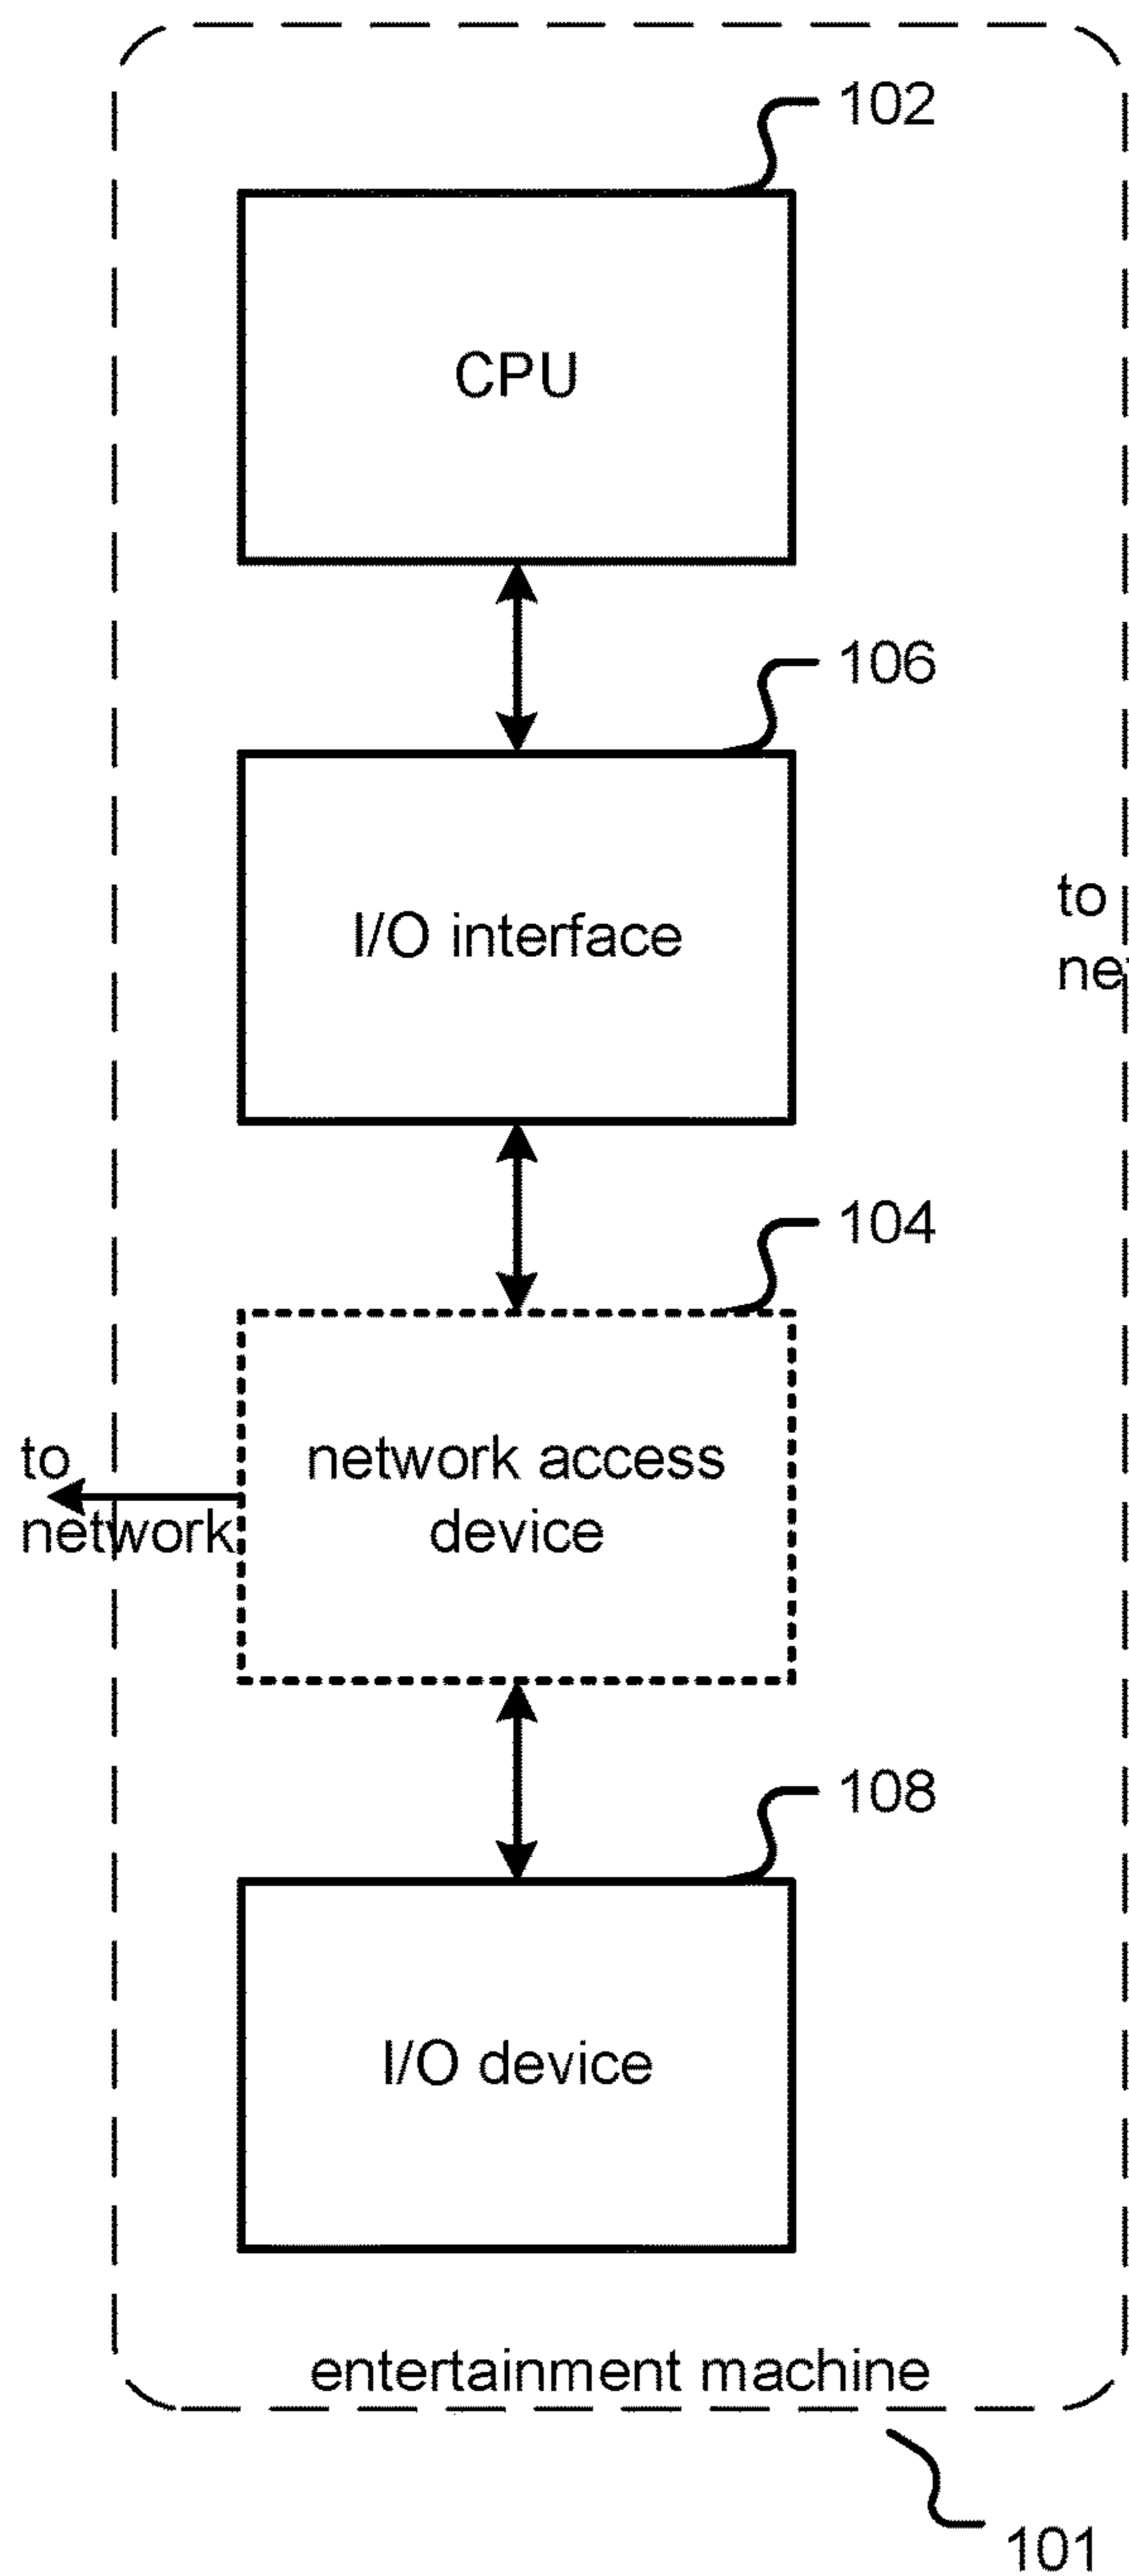 102
CPU
106
I/O interface
to
104
to
network
network access
device
108
I/O device
entertainment machine
101